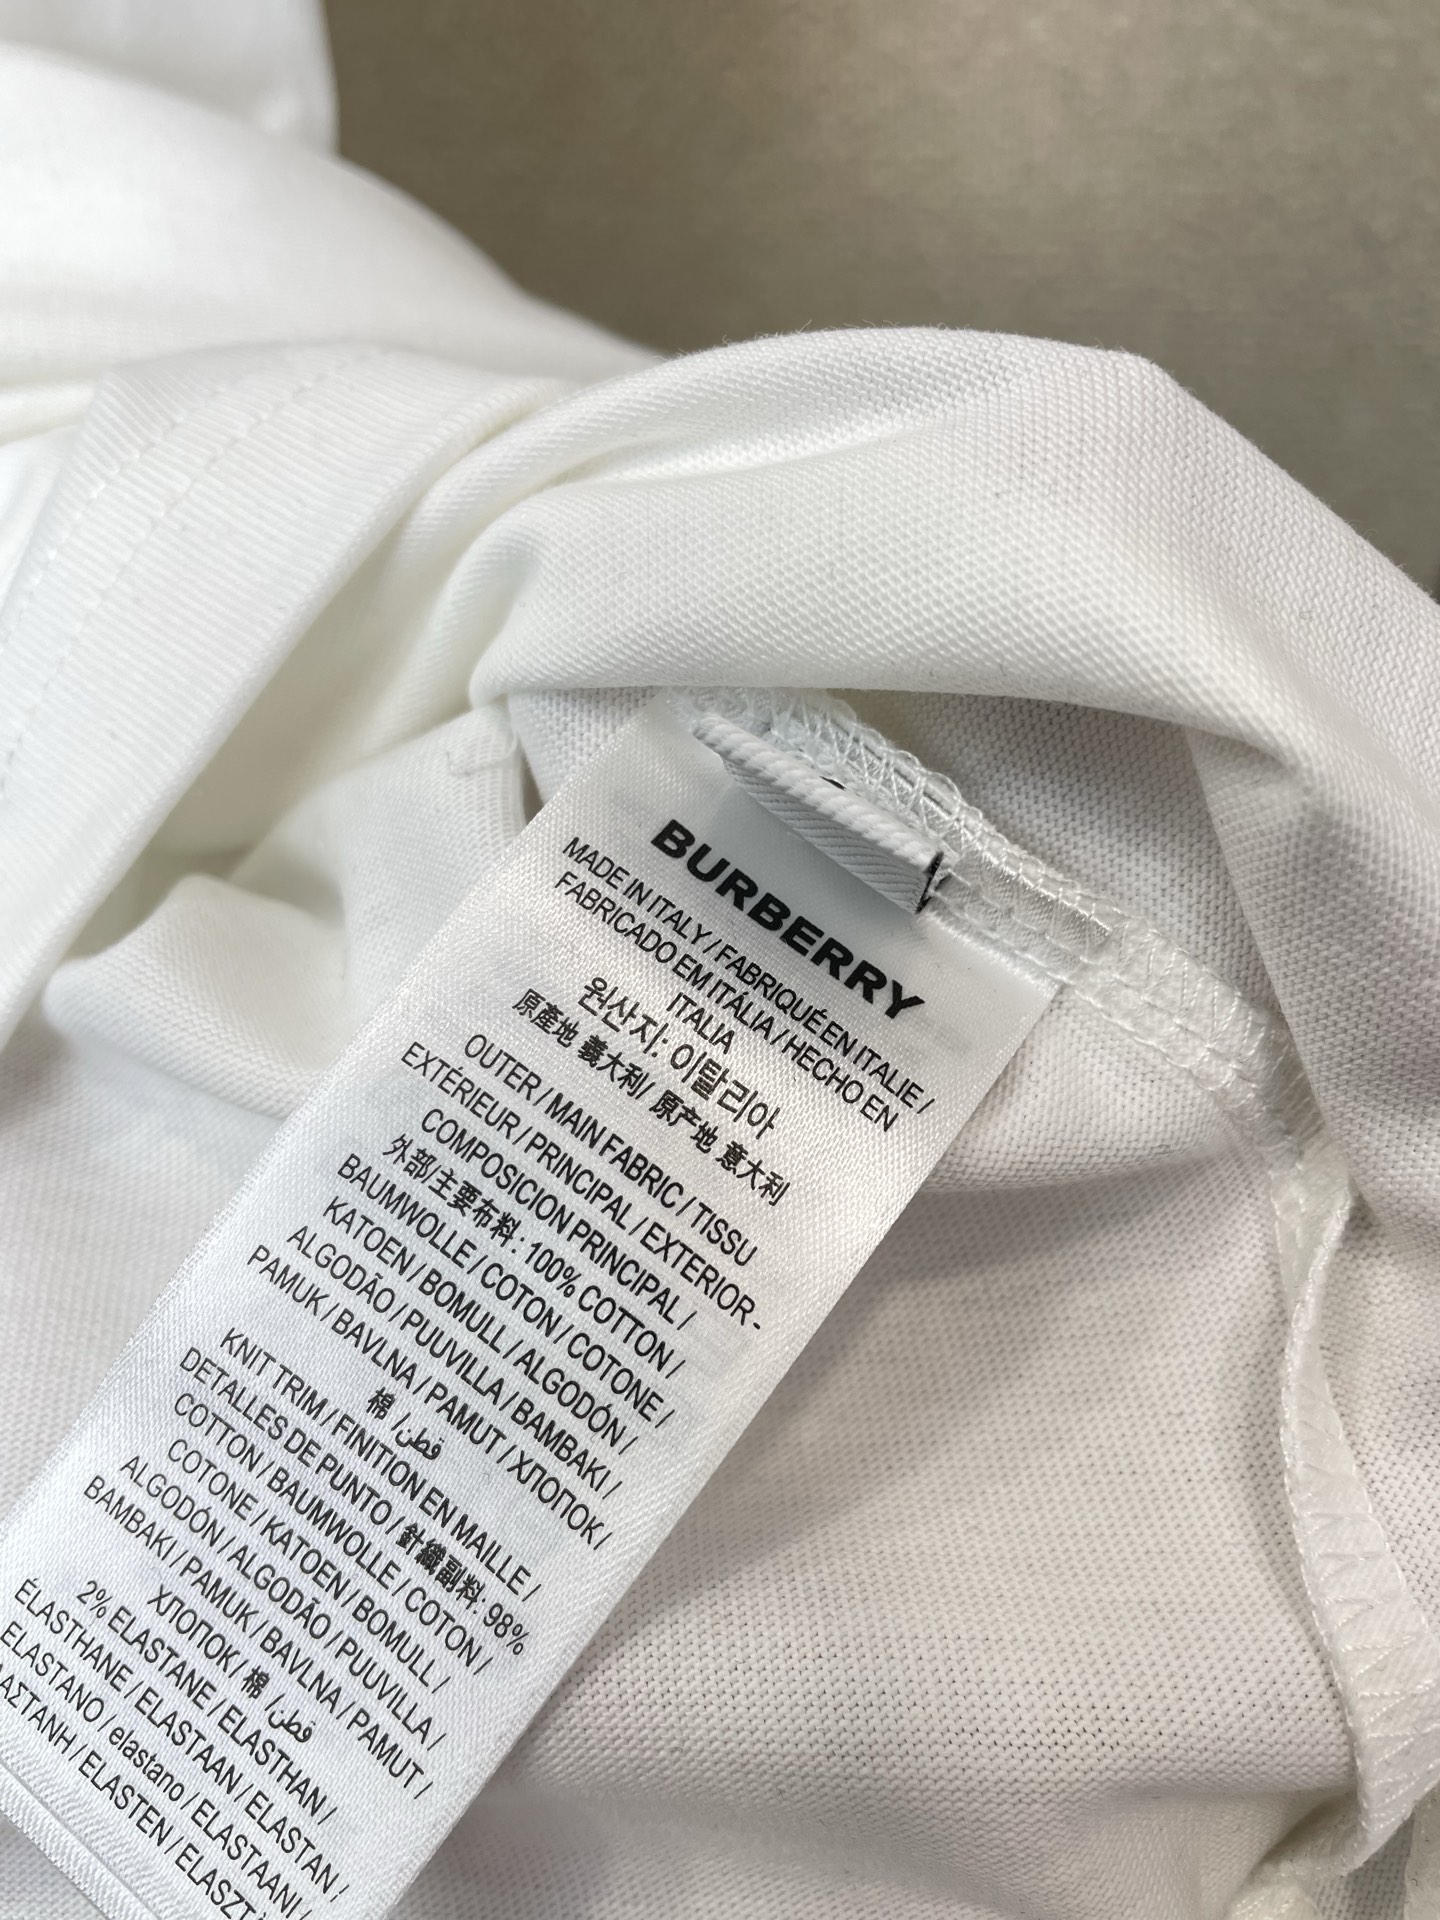 BURBERRY
MADE IN ITALY / FABRIQUÉ EN ITALIE /
FABRICADO EM ITÁLIA / HECHO EN
ITALIA
원산지: 이탈리아
原產地 義大利/ 原产地 意大利
OUTER / MAIN FABRIC / TISSU
EXTÉRIEUR / PRINCIPAL / EXTERIOR -
COMPOSICION PRINCIPAL /
外部/主要布料: 100% COTTON /
BAUMWOLLE / COTON / COTONE /
KATOEN / BOMULL / ALGODÓN /
ALGODÃO / PUUVILLA / BAMBAKI /
PAMUK / BAVLNA / PAMUT / ХЛОПОК /
棉 /قطن
KNIT TRIM / FINITION EN MAILLE /
DETALLES DE PUNTO / 針織副料: 98%
COTTON / BAUMWOLLE / COTON /
COTONE / KATOEN / BOMULL /
ALGODÓN / ALGODÃO / PUUVILLA /
BAMBAKI / PAMUK / BAVLNA / PAMUT /
ХЛОПОК/ 棉 /قطن
2% ELASTANE / ELASTHAN /
ÉLASTHANE / ELASTAAN / ELASTAN /
ELASTANO / elastano / ELASTAANI /
ΑΣΤΑΝΗ / ELASTEN / ELASZT